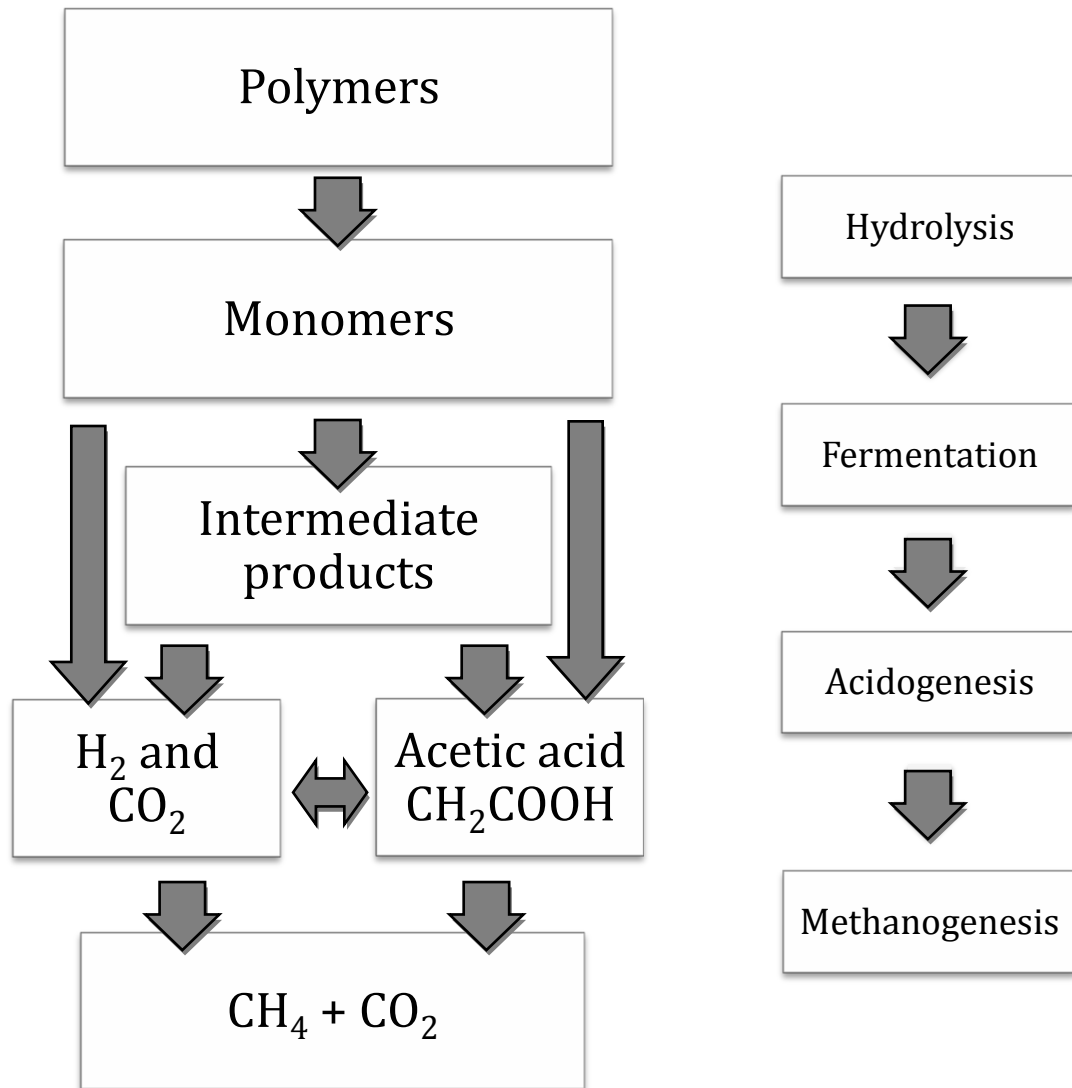 Polymers
Monomers
Intermediate
products
H₂ and
CO₂
Acetic acid
CH₂COOH
CH₄ + CO₂
Hydrolysis
Fermentation
Acidogenesis
Methanogenesis